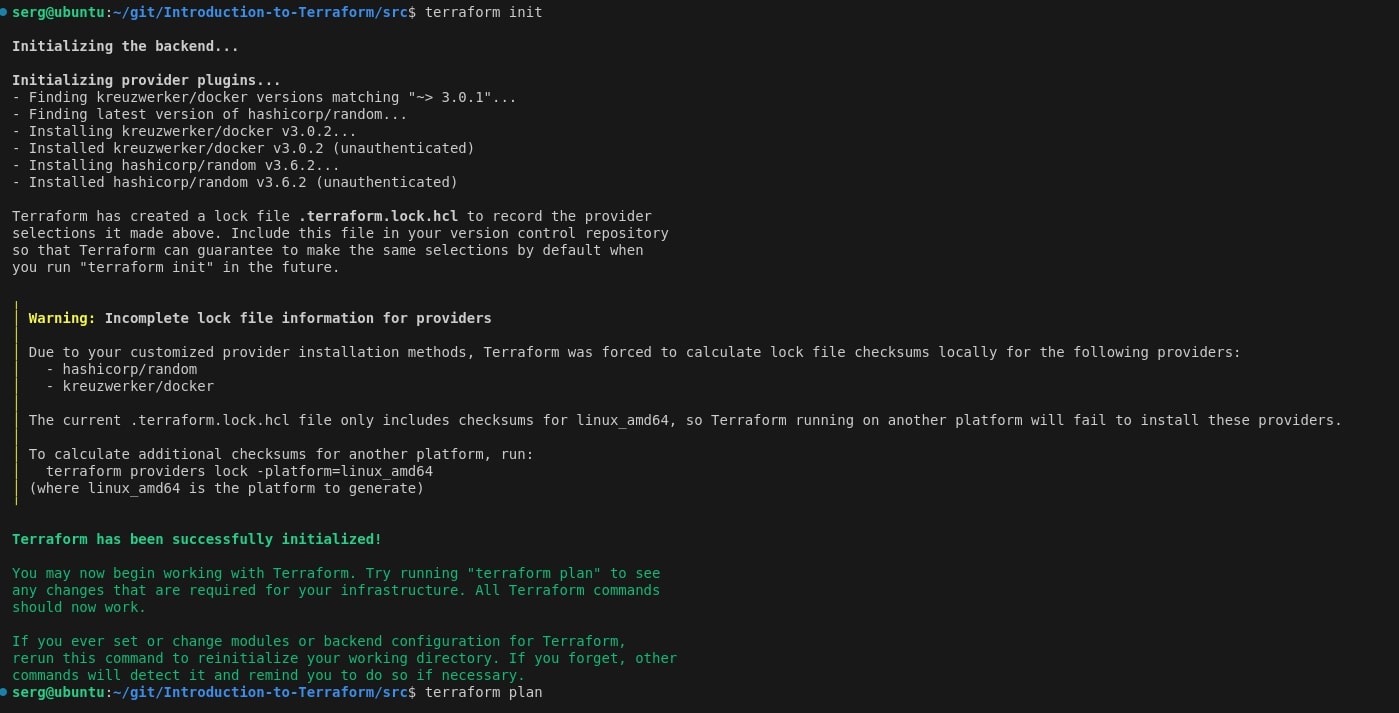 serg@ubuntu:~/git/Introduction-to-Terraform/src$ terraform init
Initializing the backend...
Initializing provider plugins...
- Finding kreuzwerker/docker versions matching "~> 3.0.1"...
- Finding latest version of hashicorp/random...
- Installing kreuzwerker/docker v3.0.2...
- Installed kreuzwerker/docker v3.0.2 (unauthenticated)
- Installing hashicorp/random v3.6.2...
- Installed hashicorp/random v3.6.2 (unauthenticated)
Terraform has created a lock file .terraform.lock.hcl to record the provider
selections it made above. Include this file in your version control repository
so that Terraform can guarantee to make the same selections by default when
you run "terraform init" in the future.
Warning: Incomplete lock file information for providers
Due to your customized provider installation methods, Terraform was forced to calculate lock file checksums locally for the following providers:
- hashicorp/random
- kreuzwerker/docker
The current .terraform.lock.hcl file only includes checksums for linux_amd64, so Terraform running on another platform will fail to install these providers.
To calculate additional checksums for another platform, run:
terraform providers lock -platform=linux_amd64
(where linux_amd64 is the platform to generate)
Terraform has been successfully initialized!
You may now begin working with Terraform. Try running "terraform plan" to see
any changes that are required for your infrastructure. All Terraform commands
should now work.
If you ever set or change modules or backend configuration for Terraform,
rerun this command to reinitialize your working directory. If you forget, other
commands will detect it and remind you to do so if necessary.
serg@ubuntu:~/git/Introduction-to-Terraform/src$ terraform plan